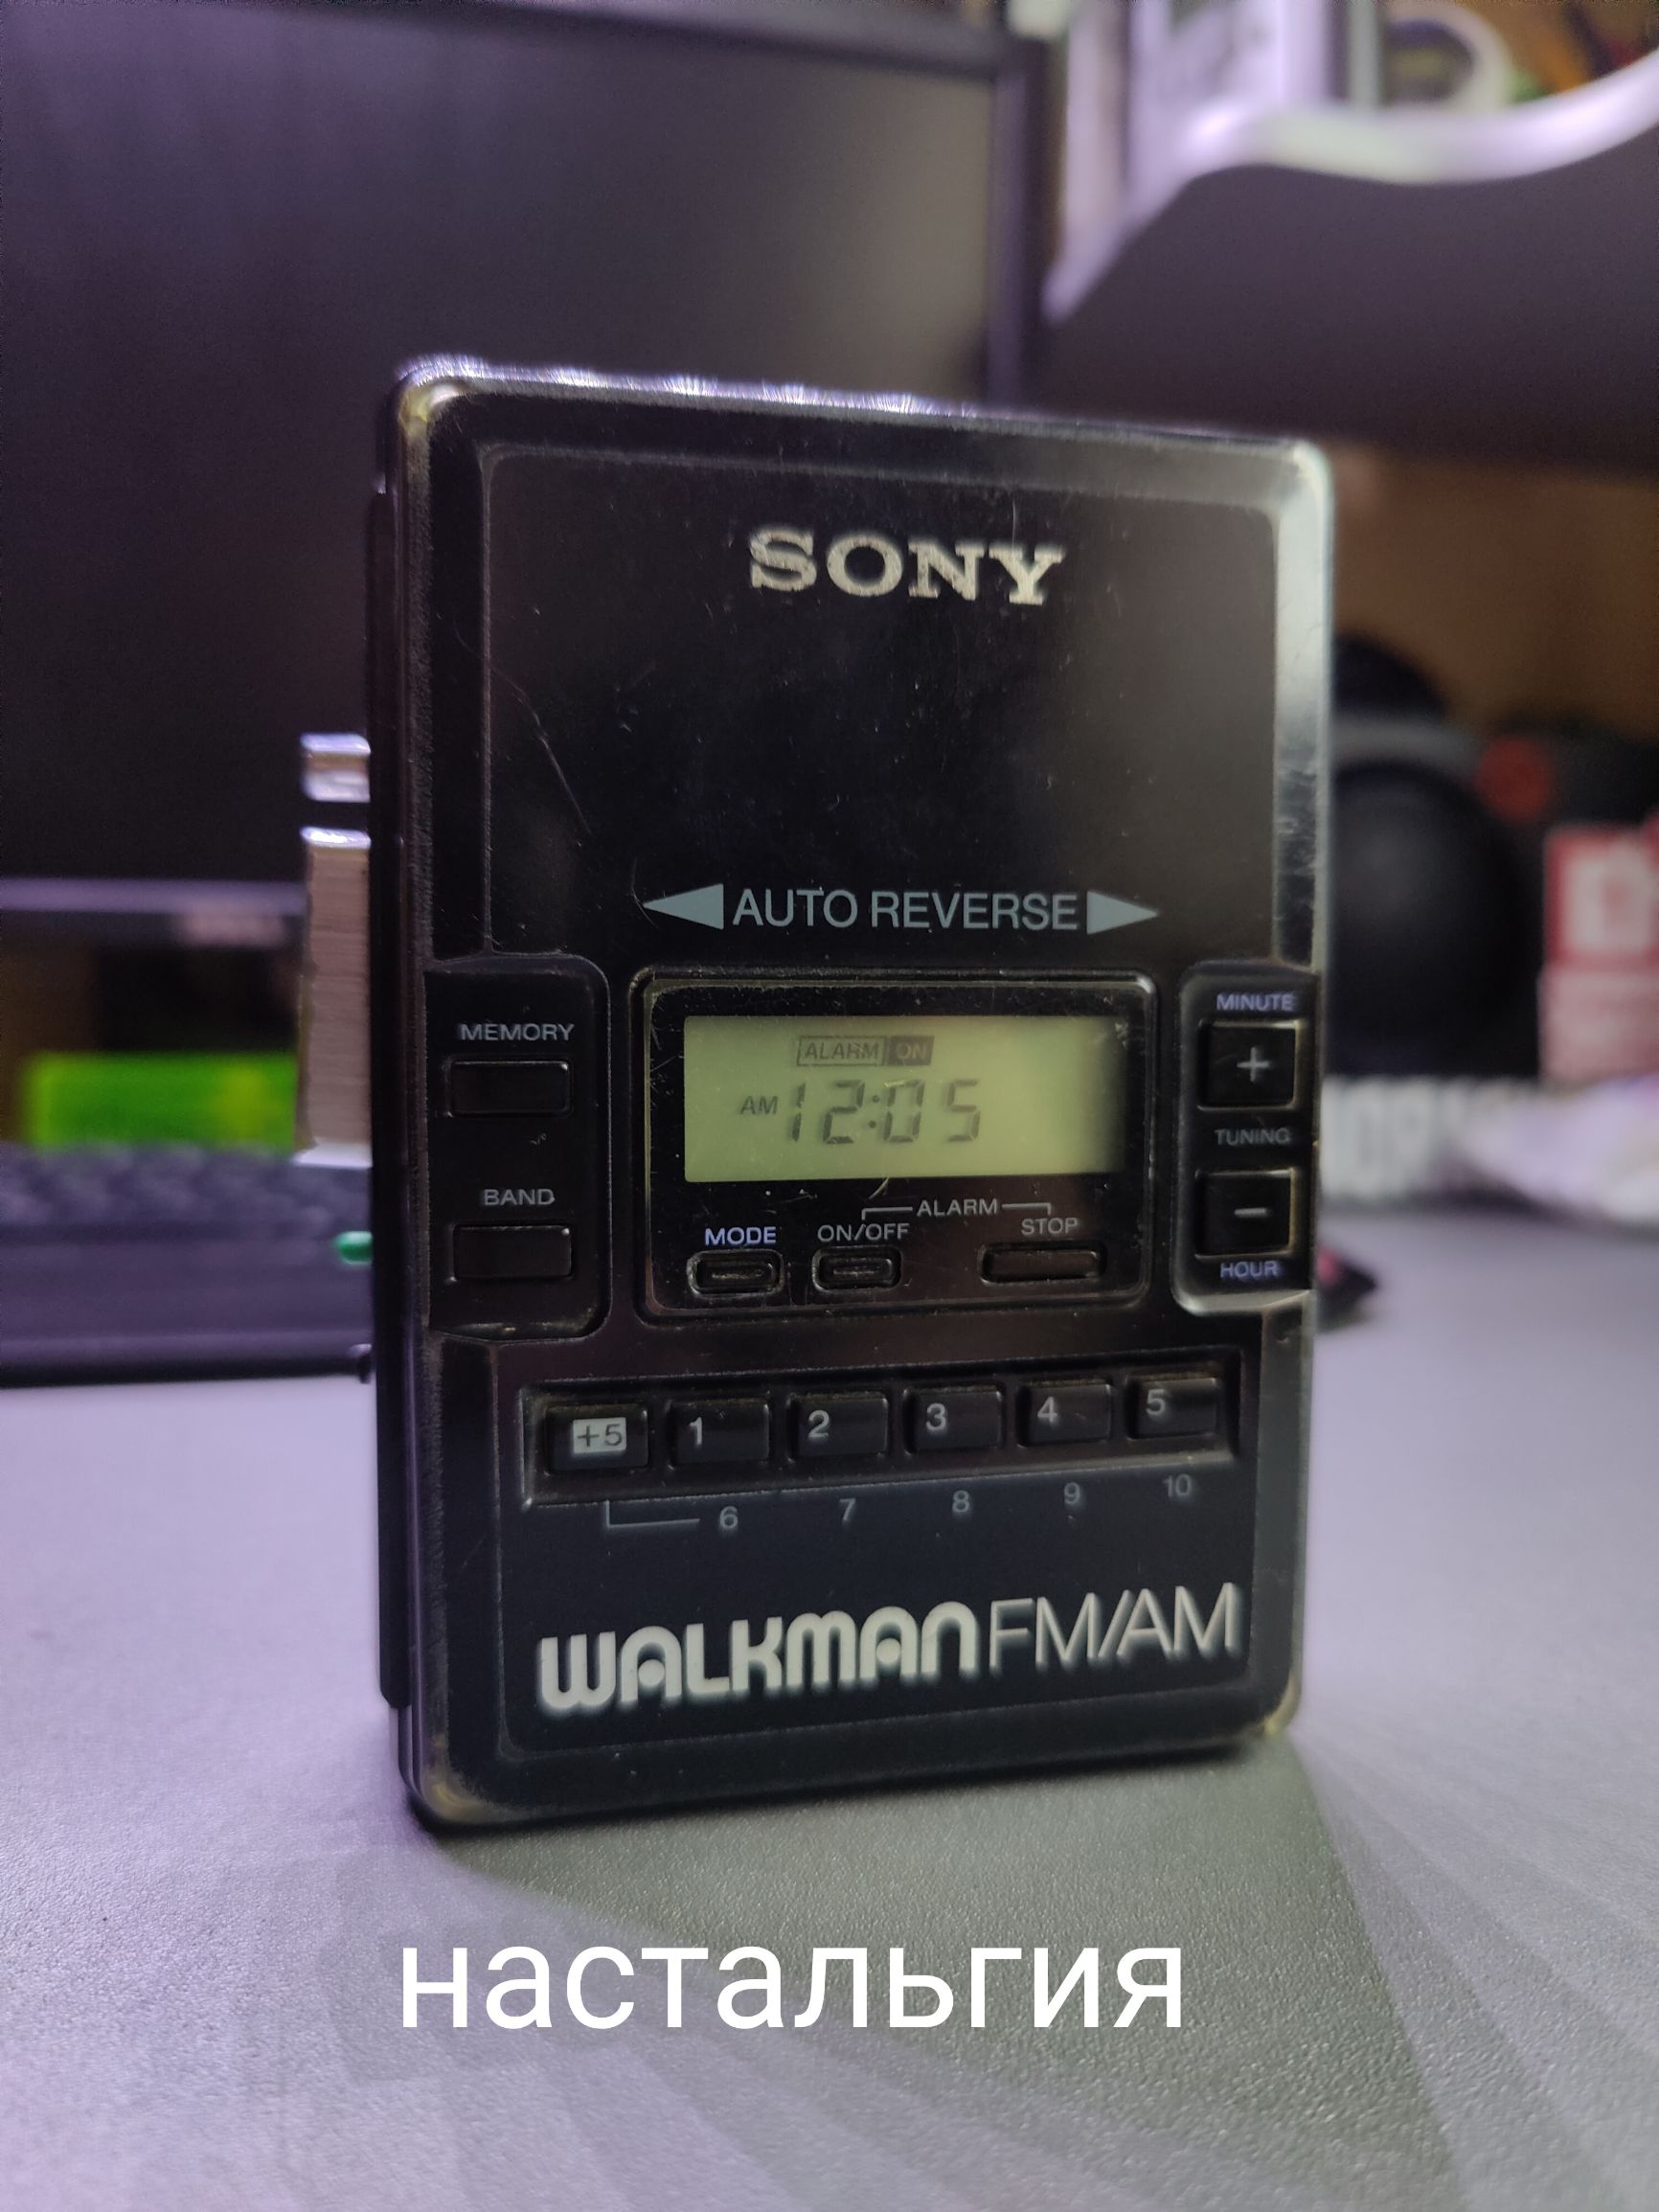 SONY
AUTO REVERSE
MEMORY
ALARM ON
MINUTE
+
AM 12:05
TUNING
BAND
ALARM
MODE
ON/OFF
STOP
−
HOUR
+5 1 2 3 4 5
6 7 8 9 10
WALKMAN FM/AM
настальгия